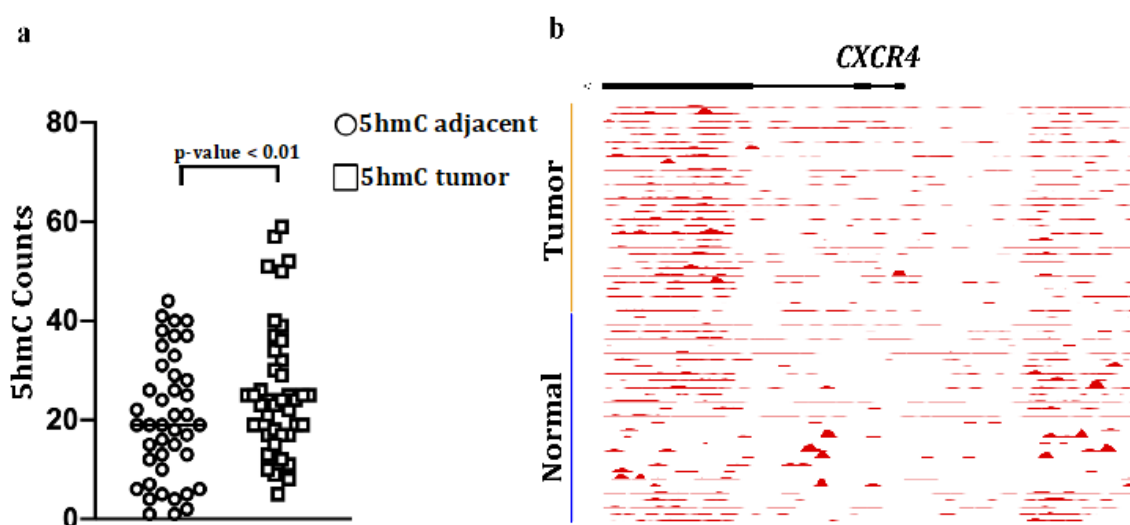 a
b
CXCR4
80
5hmC adjacent
p-value < 0.01
5hmC tumor
60
40
20
0
5hmC Counts
Tumor
Normal